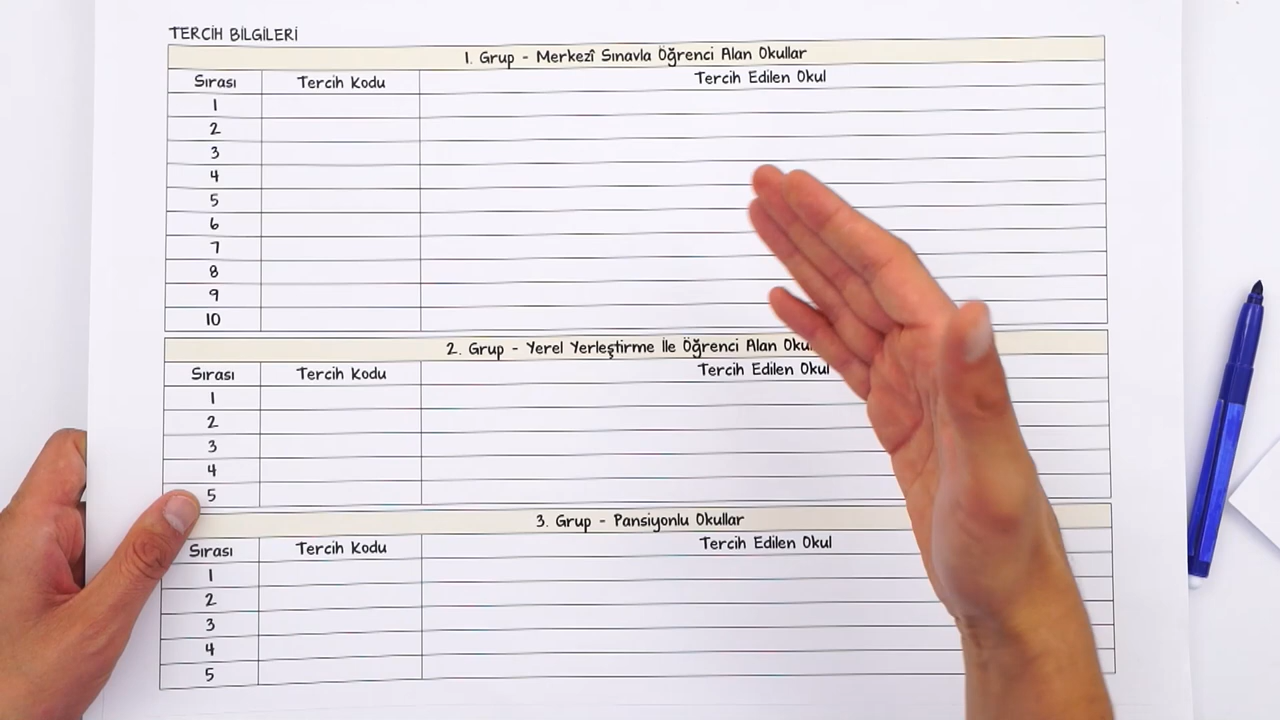 TERCİH BİLGİLERİ
1. Grup - Merkezî Sınavla Öğrenci Alan Okullar
Sırası Tercih Kodu Tercih Edilen Okul
1
2
3
4
5
6
7
8
9
10
2. Grup - Yerel Yerleştirme İle Öğrenci Alan
Sırası Tercih Kodu Tercih Edilen Okul
1
2
3
4
5
3. Grup - Pansiyonlu Okullar
Sırası Tercih Kodu Tercih Edilen Okul
1
2
3
4
5